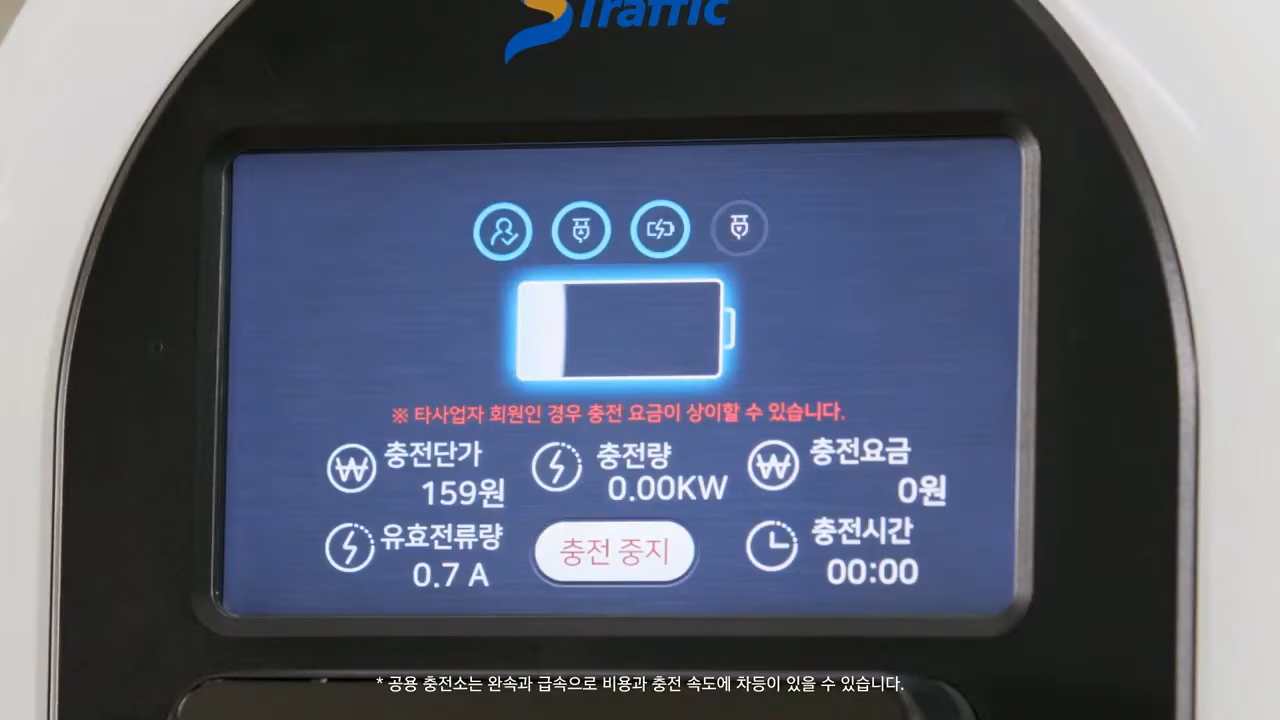 Traffic
※ 타사업자 회원인 경우 충전 요금이 상이할 수 있습니다.
충전단가
159원
충전량
0.00KW
충전요금
0원
유효전류량
0.7 A
충전 중지
충전시간
00:00
* 공용 충전소는 완속과 급속으로 비용과 충전 속도에 차등이 있을 수 있습니다.